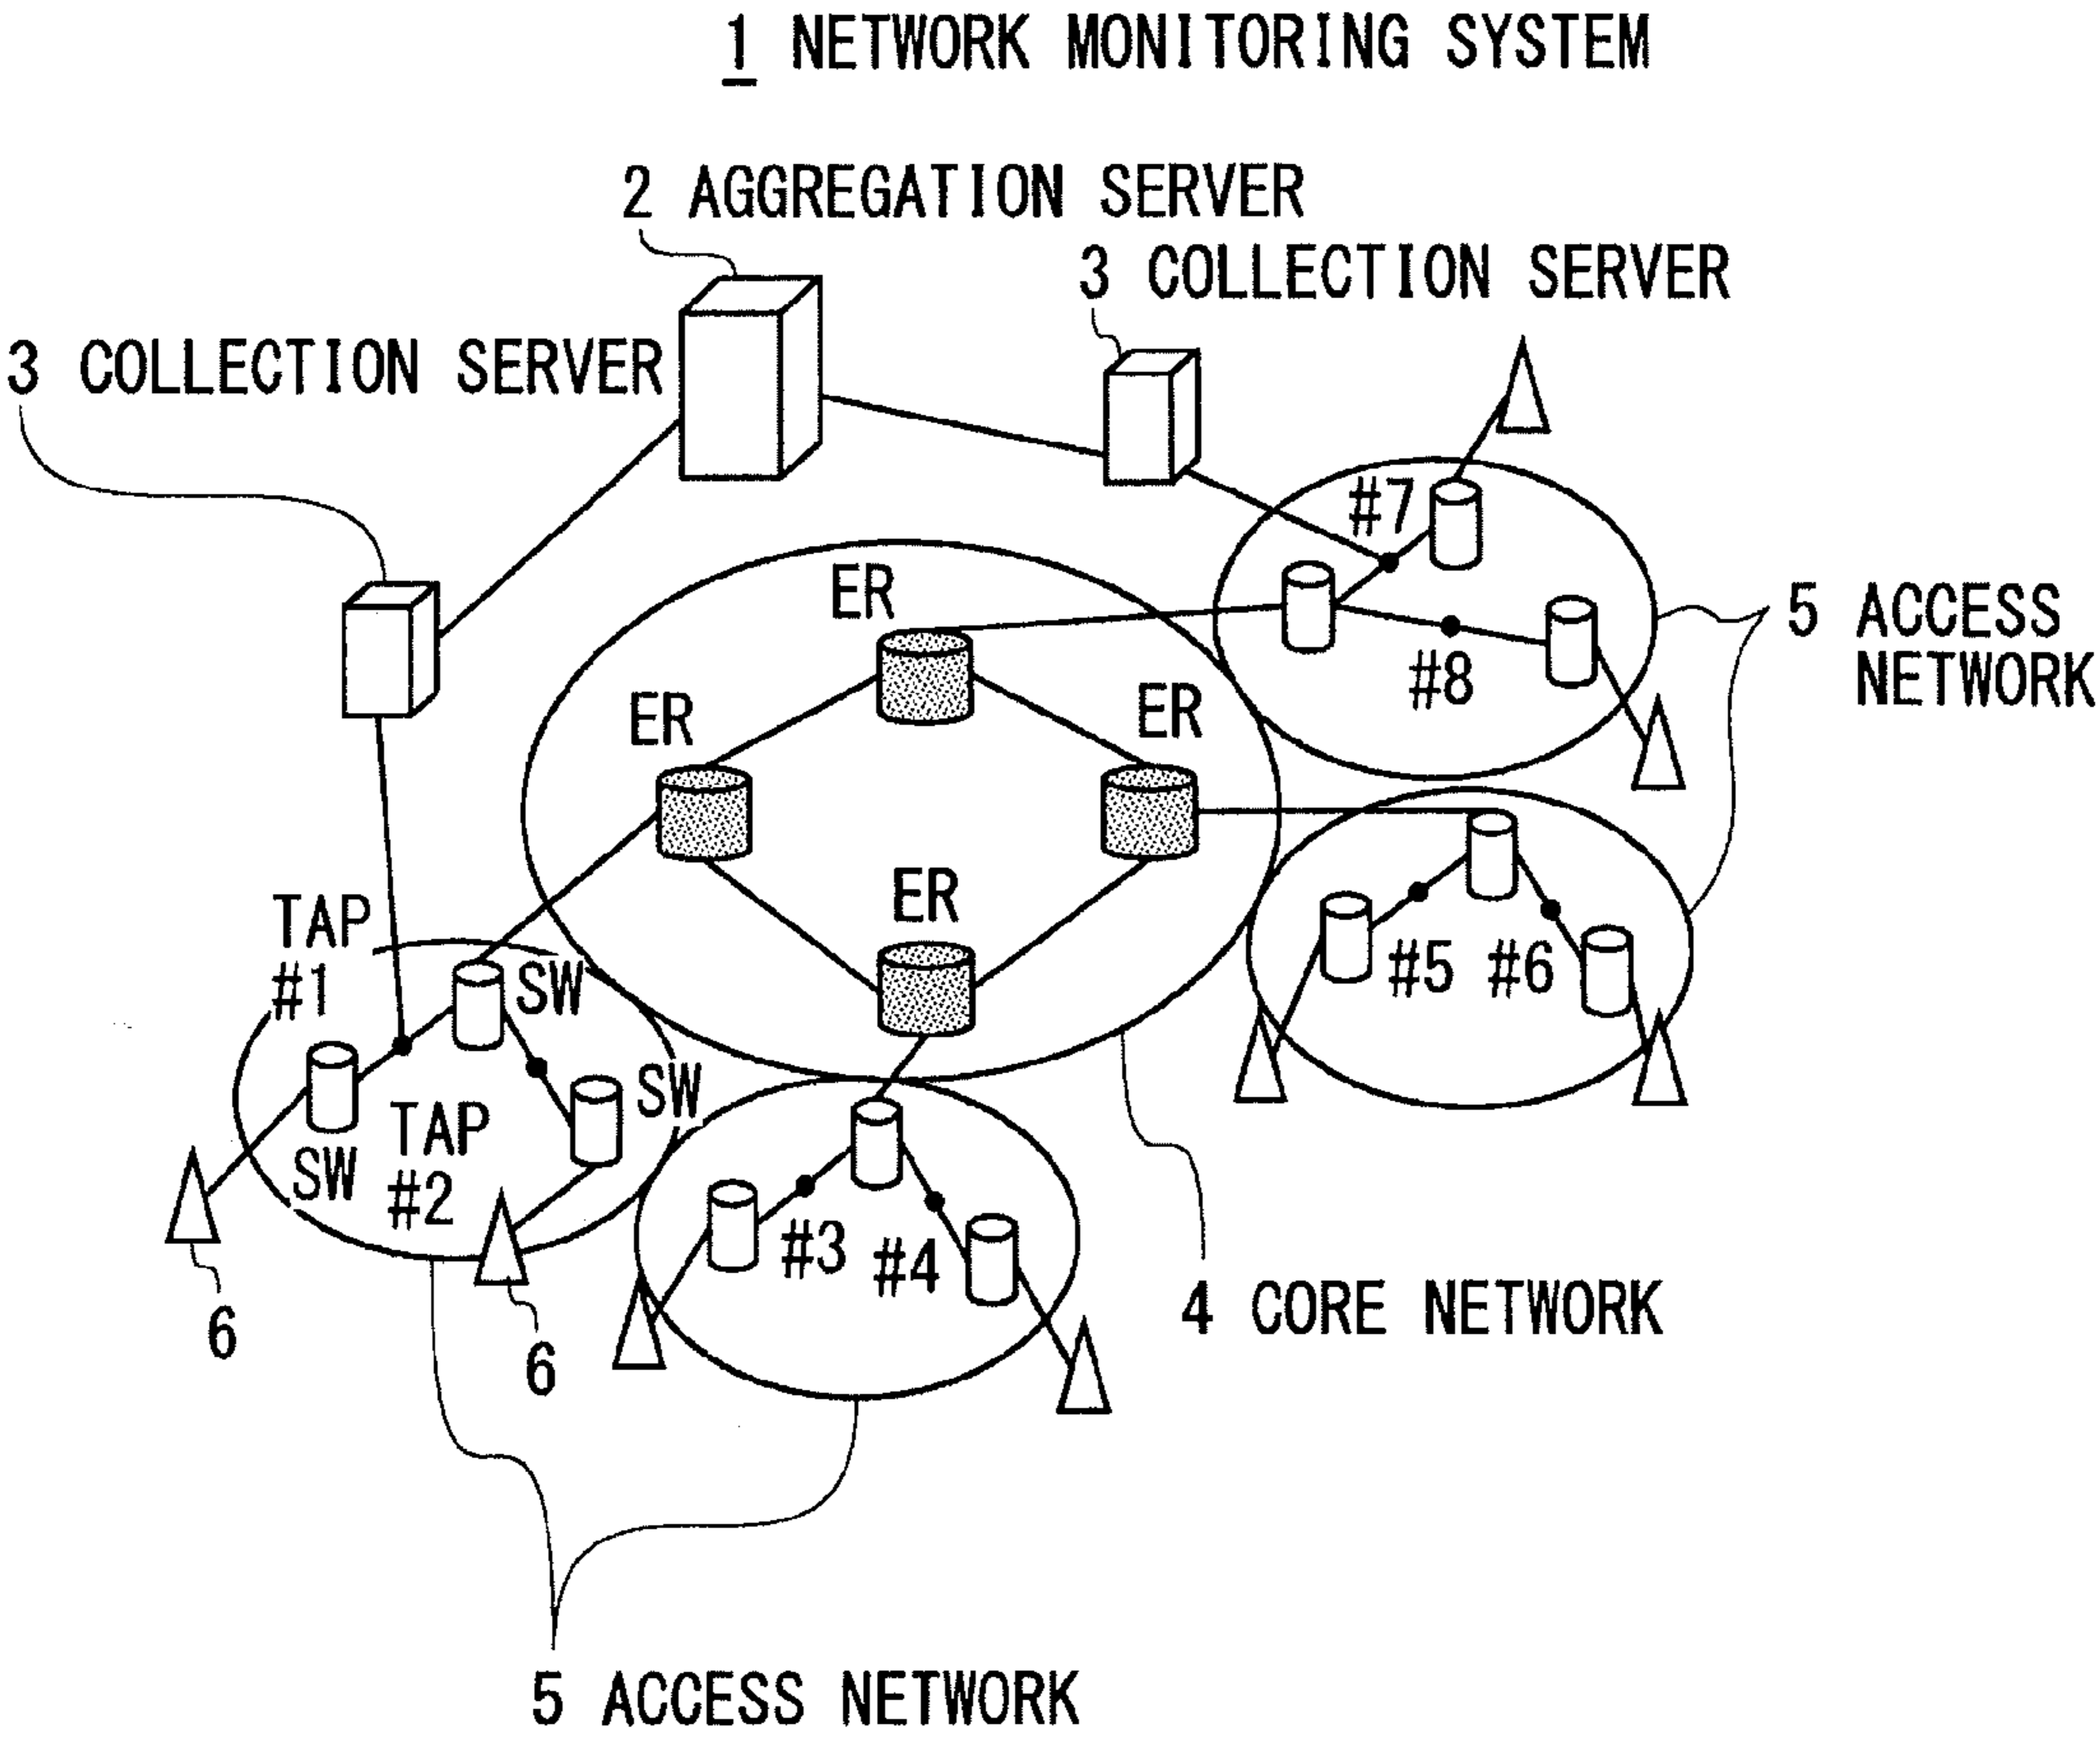 1 NETWORK MONITORING SYSTEM
2 AGGREGATION SERVER
3 COLLECTION SERVER
3 COLLECTION SERVER
#7
ER
5 ACCESS
NETWORK
#8
ER
ER
ER
TAP
#1
SW
#5
#6
SW
TAP
#2
SW
#3
#4
6
6
4 CORE NETWORK
5 ACCESS NETWORK